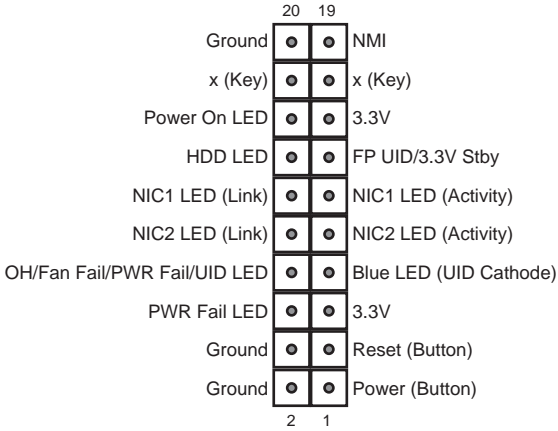 20 19
Ground NMI
x (Key) x (Key)
Power On LED 3.3V
HDD LED FP UID/3.3V Stby
NIC1 LED (Link) NIC1 LED (Activity)
NIC2 LED (Link) NIC2 LED (Activity)
OH/Fan Fail/PWR Fail/UID LED Blue LED (UID Cathode)
PWR Fail LED 3.3V
Ground Reset (Button)
Ground Power (Button)
2 1